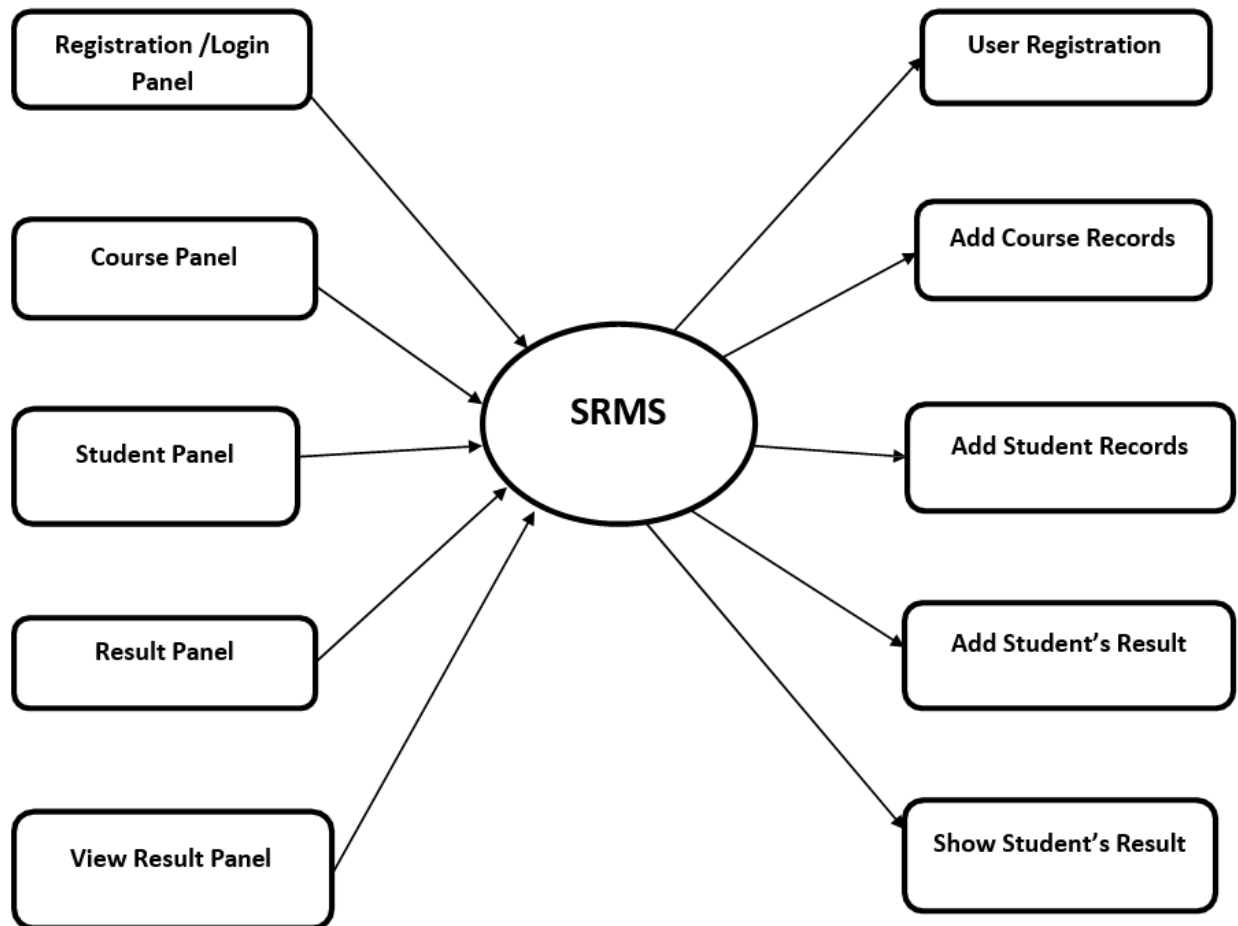 Registration /Login
Panel
Course Panel
Student Panel
Result Panel
View Result Panel
SRMS
User Registration
Add Course Records
Add Student Records
Add Student’s Result
Show Student’s Result